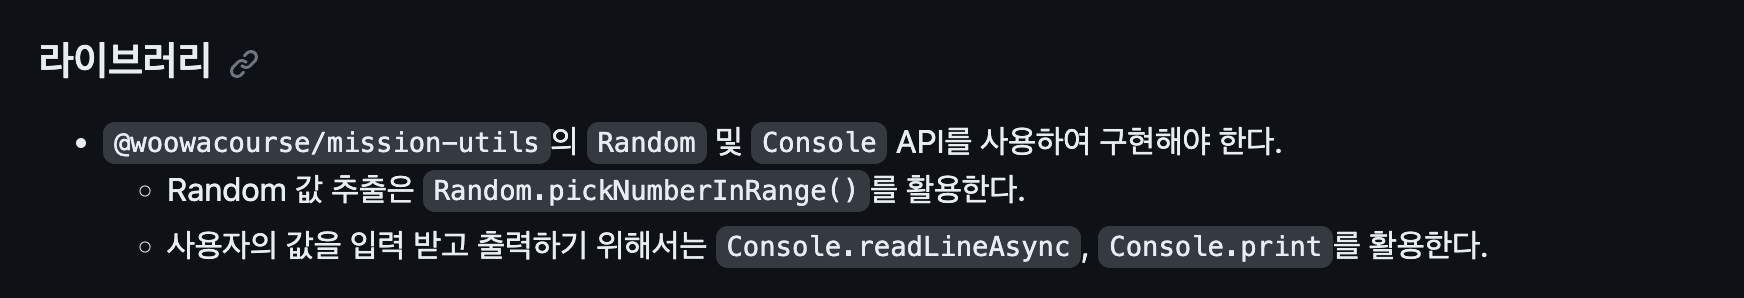 라이브러리
@woowacourse/mission-utils의 Random 및 Console API를 사용하여 구현해야 한다.
Random 값 추출은 Random.pickNumberInRange()를 활용한다.
사용자의 값을 입력 받고 출력하기 위해서는 Console.readLineAsync, Console.print를 활용한다.